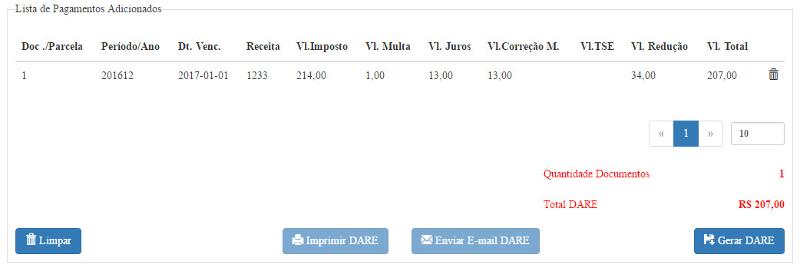 Lista de Pagamentos Adicionados
Doc ./Parcela Período/Ano Dt. Venc. Receita Vl.Imposto Vl. Multa Vl. Juros Vl.Correção M. Vl.TSE Vl. Redução Vl. Total
1 201612 2017-01-01 1233 214,00 1,00 13,00 13,00 34,00 207,00
« 1 » 10
Quantidade Documentos 1
Total DARE R$ 207,00
Limpar Imprimir DARE Enviar E-mail DARE Gerar DARE